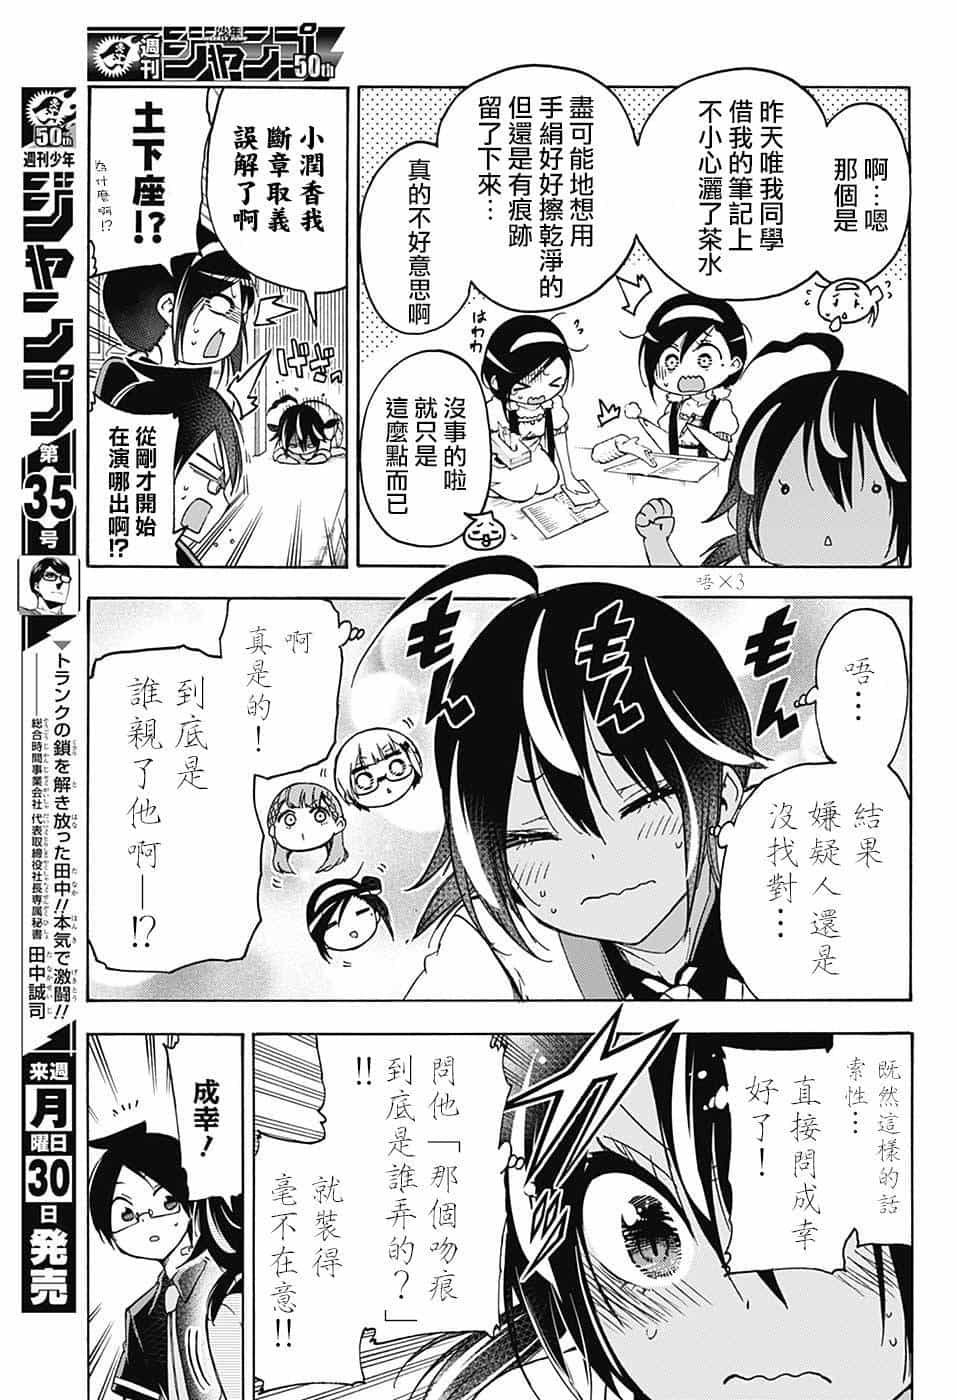 週刊
少年
ジャンプ
50th
啊…嗯
那個是
昨天唯我同學
借我的筆記上
不小心灑了茶水
盡可能地想用
手絹好好擦乾淨的
但還是有痕跡
留了下來…
真的不好意思啊
はわわ
沒事的啦
就只是
這麼點而已
唔×3
小潤香我
斷章取義
誤解了啊
土下座!?
為什麼啊!?
ざざざっ
從剛才開始
在演哪出啊!?
唔…
結果
嫌疑人還是
沒找對…
もん
もん
もん
啊
真是的！
到底是
誰親了他啊—!?
既然這樣的話
索性…
直接問成幸
好了！
問他「那個吻痕
到底是誰弄的？」
!!
就裝得
毫不在意!!
成幸！
50th
週刊少年
ジャンプ
第
35
号
▼トランクの鎖を解き放った田中!!本気で激闘!!
――総合時間事業会社 代表取締役社長専属秘書 田中誠司
来週
月
曜日
30
日
発売